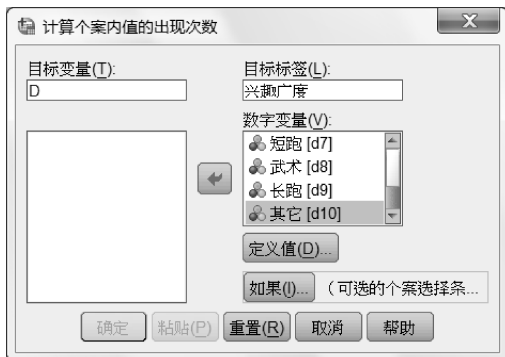 计算个案内值的出现次数
目标变量(T):
目标标签(L):
D
兴趣广度
数字变量(V):
短跑 [d7]
武术 [d8]
长跑 [d9]
其它 [d10]
定义值(D)...
如果(I)... （可选的个案选择条...
确定 粘贴(P) 重置(R) 取消 帮助